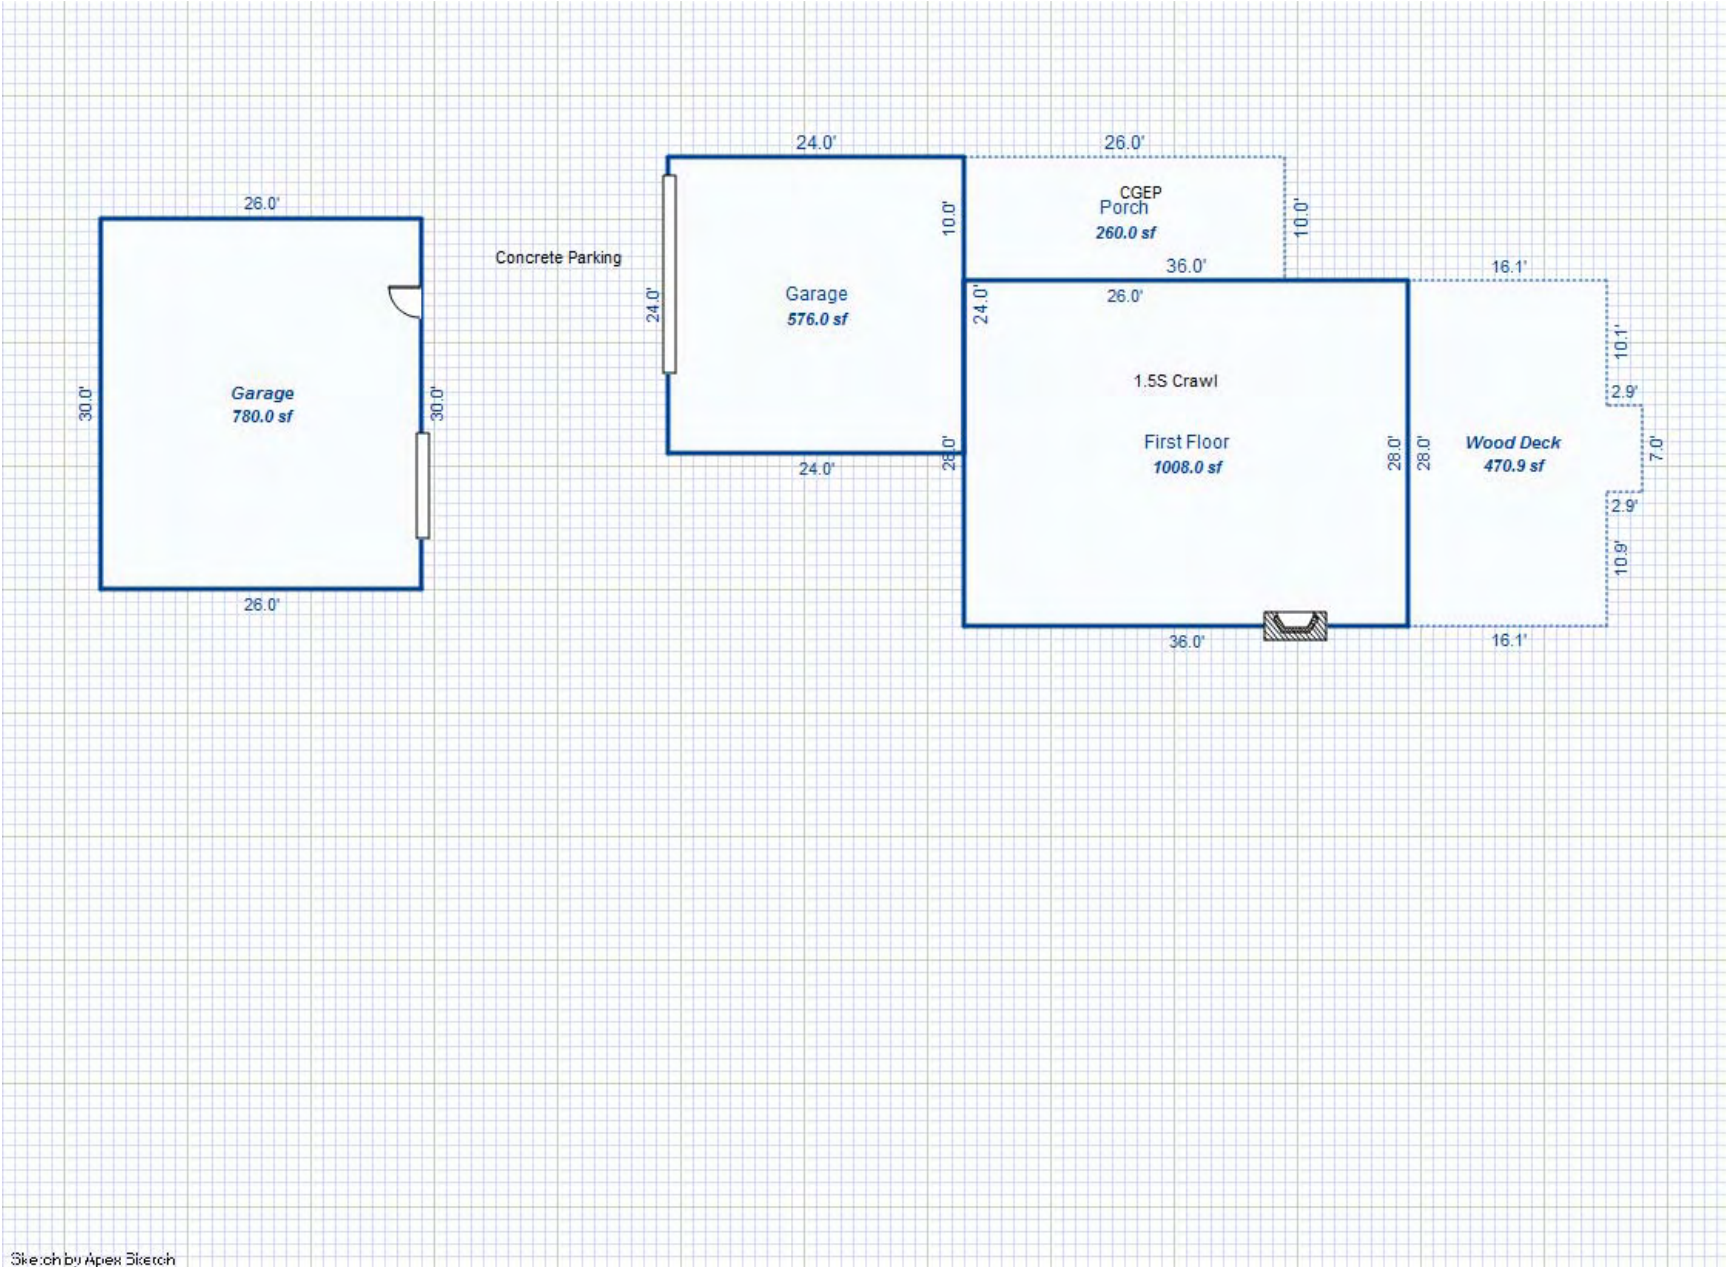 24.0'
26.0'
CGEP
Porch
260.0 sf
10.0'
10.0'
26.0'
Concrete Parking
36.0'
16.1'
Garage
576.0 sf
24.0'
24.0'
26.0'
10.1'
1.5S Crawl
2.9'
Garage
780.0 sf
30.0'
30.0'
First Floor
1008.0 sf
28.0'
28.0'
28.0'
Wood Deck
470.9 sf
7.0'
24.0'
2.9'
10.9'
26.0'
36.0'
16.1'
Sketch by Apex Sketch